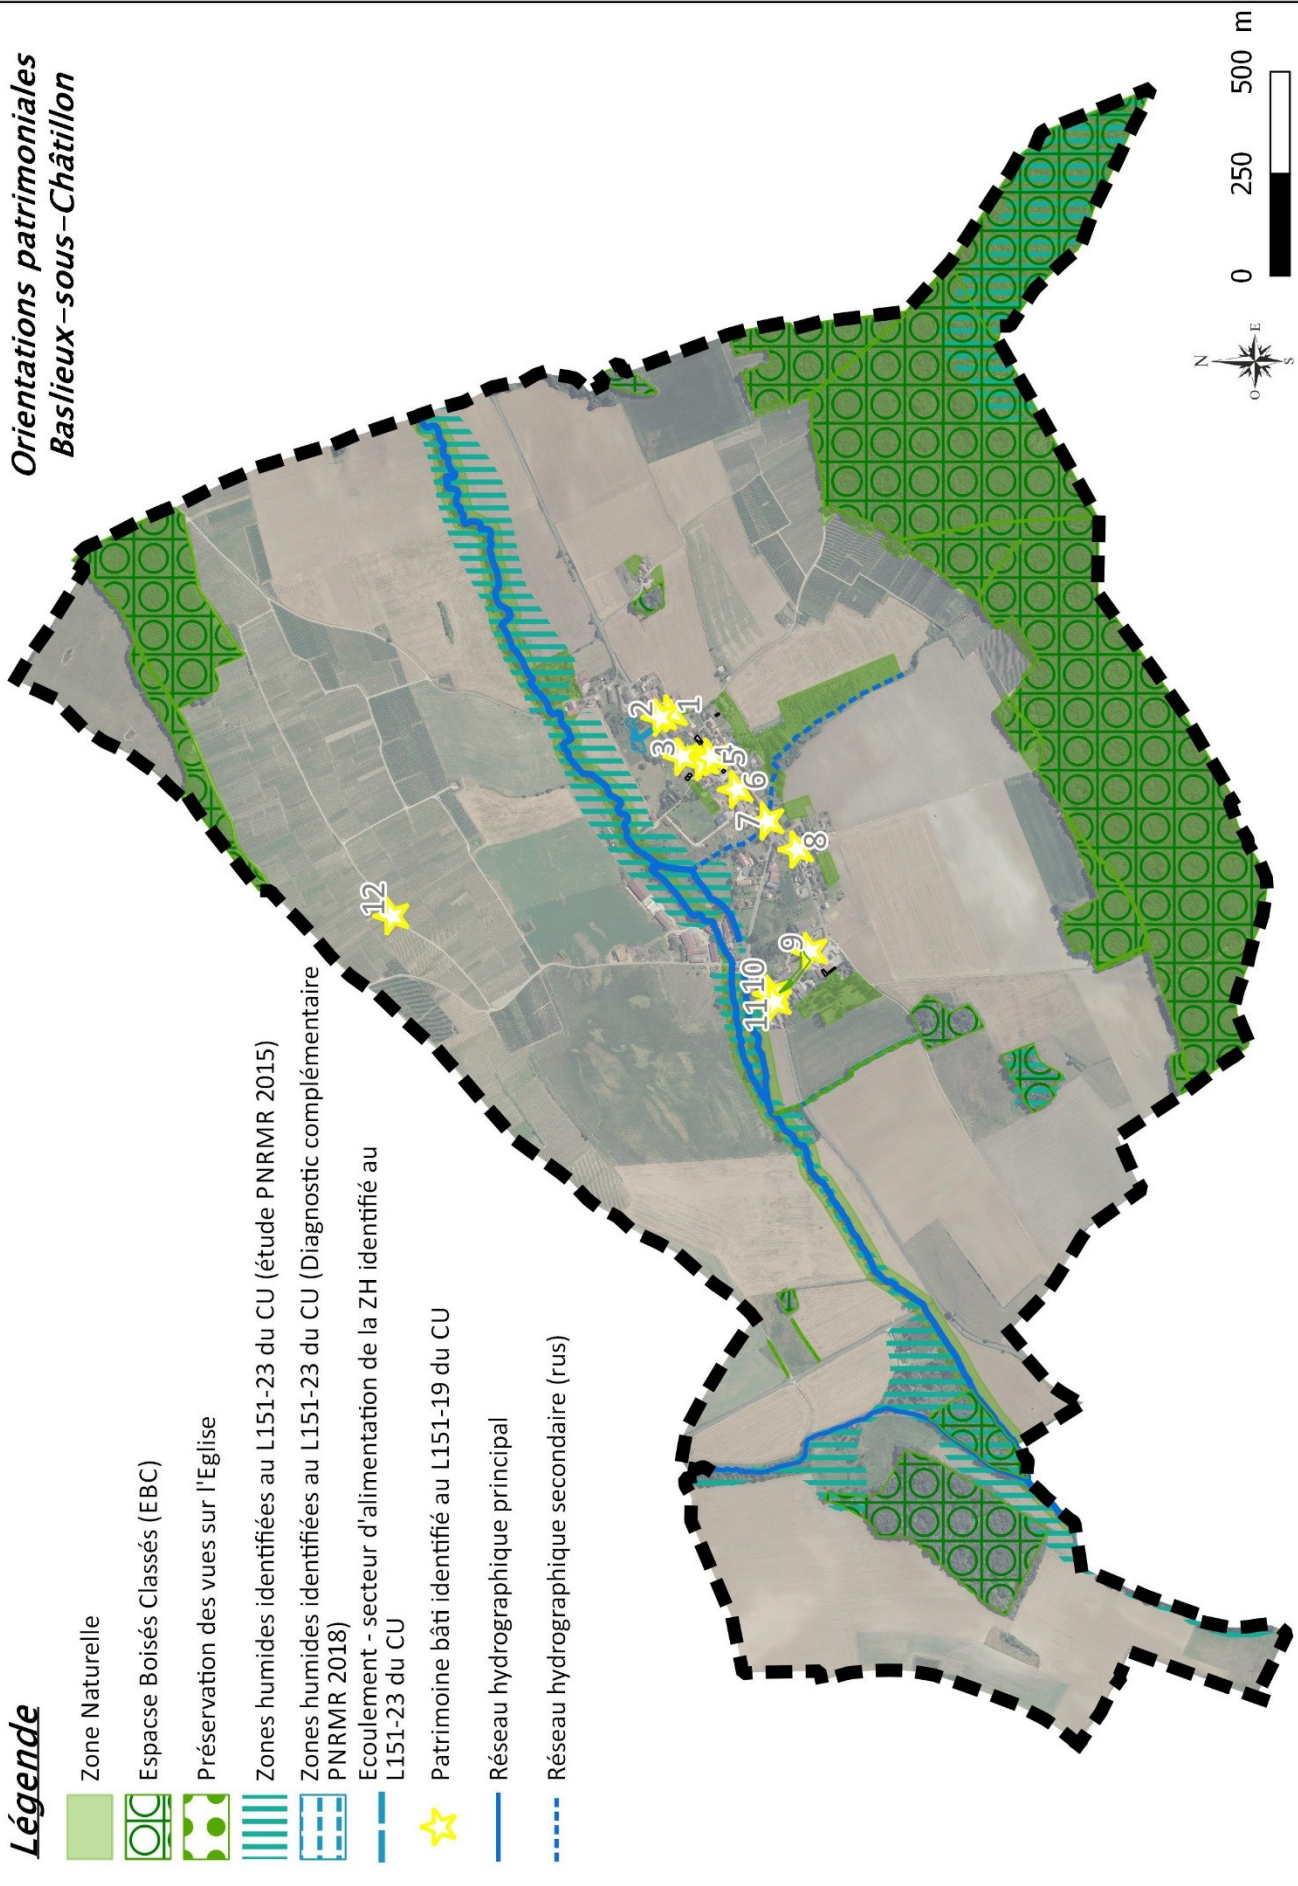 Orientations patrimoniales
Baslieux-sous-Châtillon
Légende
Zone Naturelle
Espacse Boisés Classés (EBC)
Préservation des vues sur l'Eglise
Zones humides identifiées au L151-23 du CU (étude PNRMR 2015)
Zones humides identifiées au L151-23 du CU (Diagnostic complémentaire
PNRMR 2018)
Ecoulement - secteur d'alimentation de la ZH identifié au
L151-23 du CU
Patrimoine bâti identifié au L151-19 du CU
Réseau hydrographique principal
Réseau hydrographique secondaire (rus)
12
2
1
3
5
6
7
8
9
10
11
N
O
E
S
0 250 500 m